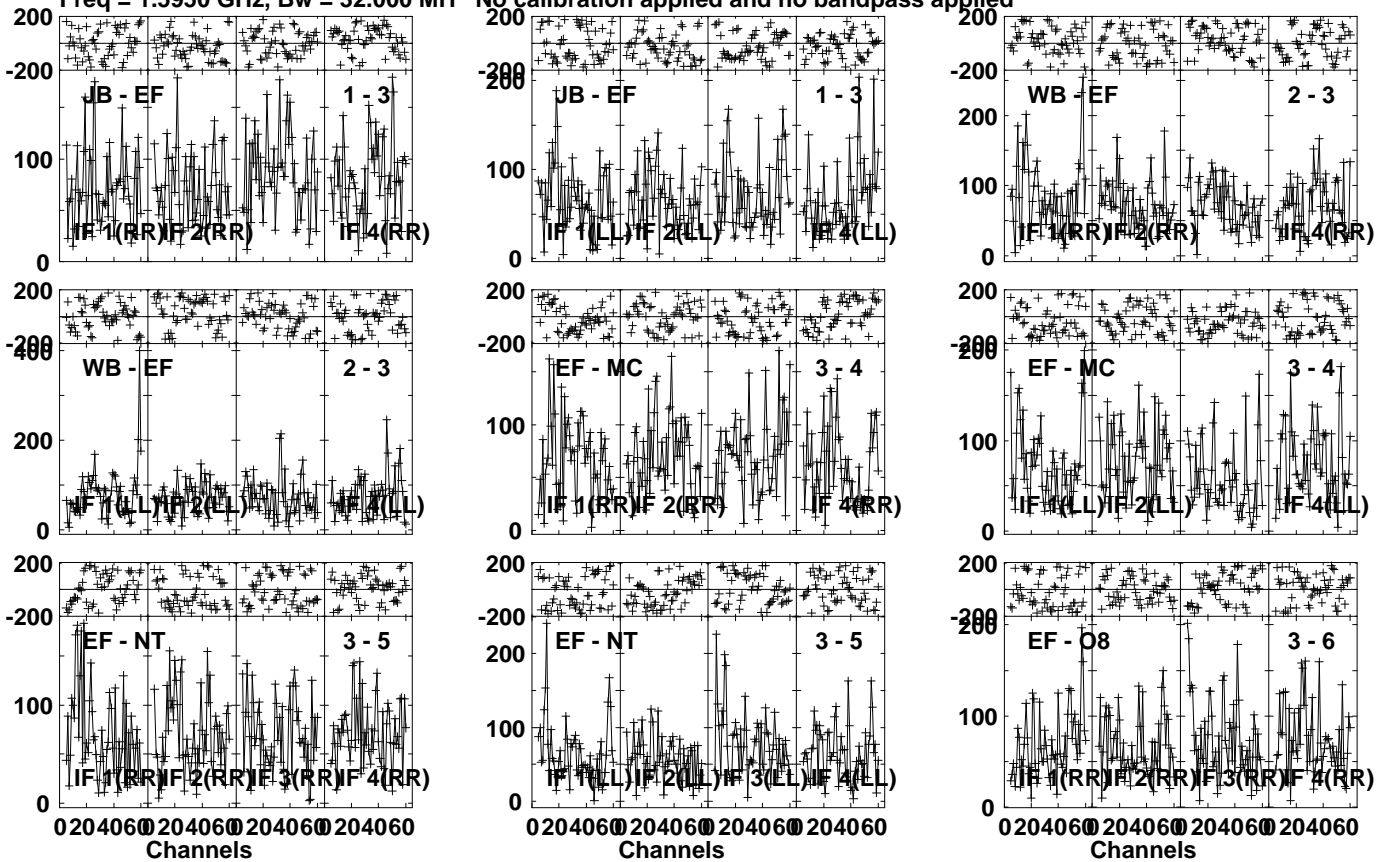 Freq = 1.5950 GHz, Bw = 32.000 MH No calibration applied and no bandpass applied
200
-200
JB - EF 1 - 3
100
IF 1(RR) IF 2(RR) IF 4(RR)
0
200
-200
200
JB - EF 1 - 3
100
IF 1(LL) IF 2(LL) IF 4(LL)
0
200
-200
WB - EF 2 - 3
200
100
IF 1(RR) IF 2(RR) IF 4(RR)
0
200
-200
400
WB - EF 2 - 3
200
IF 1(LL) IF 2(LL) IF 4(LL)
0
200
-200
EF - MC 3 - 4
100
IF 1(RR) IF 2(RR) IF 4(RR)
0
200
-200
200
EF - MC 3 - 4
100
IF 1(LL) IF 2(LL) IF 4(LL)
0
200
-200
EF - NT 3 - 5
100
IF 1(RR) IF 2(RR) IF 3(RR) IF 4(RR)
0
0 20 40 60 0 20 40 60 0 20 40 60 0 20 40 60
Channels
200
-200
EF - NT 3 - 5
200
100
IF 1(LL) IF 2(LL) IF 3(LL) IF 4(LL)
0
0 20 40 60 0 20 40 60 0 20 40 60 0 20 40 60
Channels
200
-200
200
EF - O8 3 - 6
100
IF 1(RR) IF 2(RR) IF 3(RR) IF 4(RR)
0
0 20 40 60 0 20 40 60 0 20 40 60 0 20 40 60
Channels